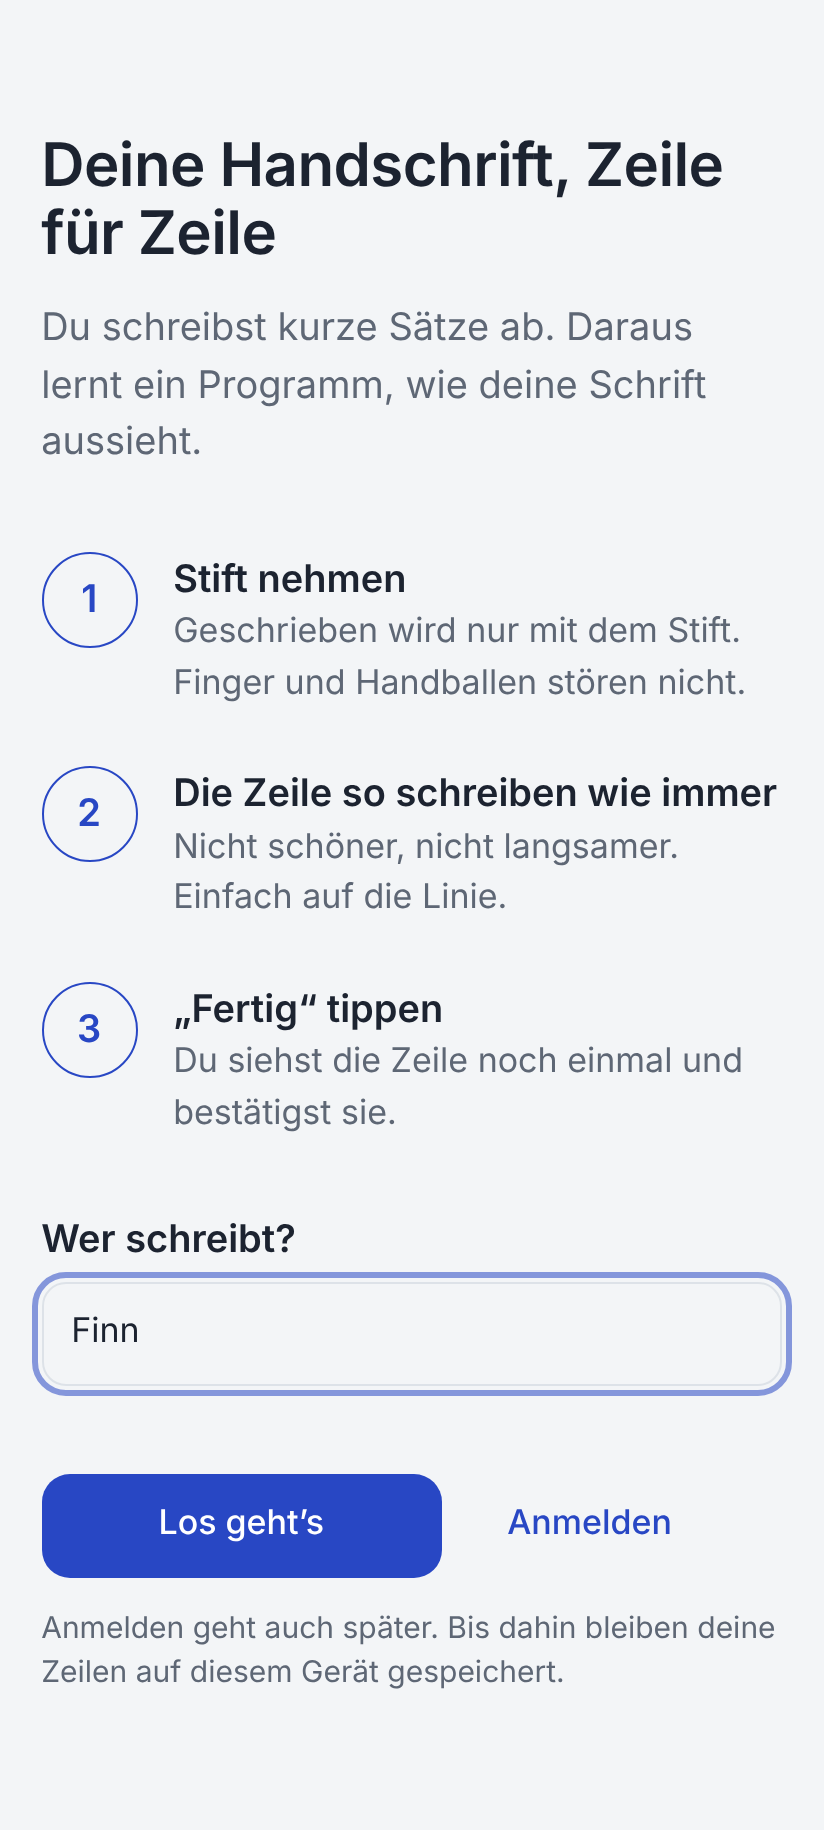 Deine Handschrift, Zeile
für Zeile
Du schreibst kurze Sätze ab. Daraus
lernt ein Programm, wie deine Schrift
aussieht.
1
Stift nehmen
Geschrieben wird nur mit dem Stift.
Finger und Handballen stören nicht.
2
Die Zeile so schreiben wie immer
Nicht schöner, nicht langsamer.
Einfach auf die Linie.
3
„Fertig“ tippen
Du siehst die Zeile noch einmal und
bestätigst sie.
Wer schreibt?
Finn
Los geht’s
Anmelden
Anmelden geht auch später. Bis dahin bleiben deine
Zeilen auf diesem Gerät gespeichert.